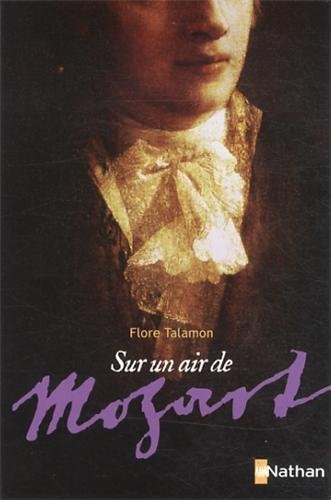 Flore Talamon
Sur un air de
Mozart
Nathan